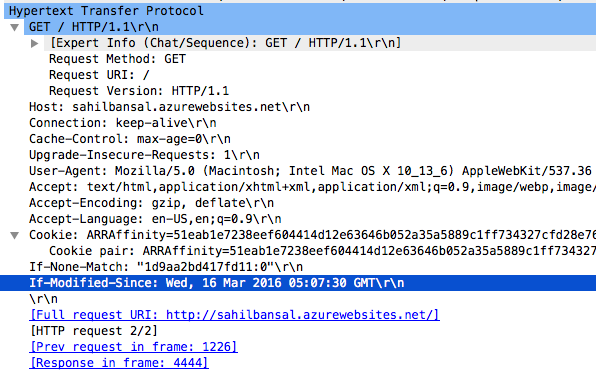 Hypertext Transfer Protocol
GET / HTTP/1.1\r\n
[Expert Info (Chat/Sequence): GET / HTTP/1.1\r\n]
Request Method: GET
Request URI: /
Request Version: HTTP/1.1
Host: sahilbansal.azurewebsites.net\r\n
Connection: keep-alive\r\n
Cache-Control: max-age=0\r\n
Upgrade-Insecure-Requests: 1\r\n
User-Agent: Mozilla/5.0 (Macintosh; Intel Mac OS X 10_13_6) AppleWebKit/537.36
Accept: text/html,application/xhtml+xml,application/xml;q=0.9,image/webp,image/
Accept-Encoding: gzip, deflate\r\n
Accept-Language: en-US,en;q=0.9\r\n
Cookie: ARRAffinity=51eab1e7238eef604414d12e63646b052a35a5889c1ff734327cfd28e76
Cookie pair: ARRAffinity=51eab1e7238eef604414d12e63646b052a35a5889c1ff734327
If-None-Match: "1d9aa2bd417fd11:0"\r\n
If-Modified-Since: Wed, 16 Mar 2016 05:07:30 GMT\r\n
\r\n
[Full request URI: http://sahilbansal.azurewebsites.net/]
[HTTP request 2/2]
[Prev request in frame: 1226]
[Response in frame: 4444]